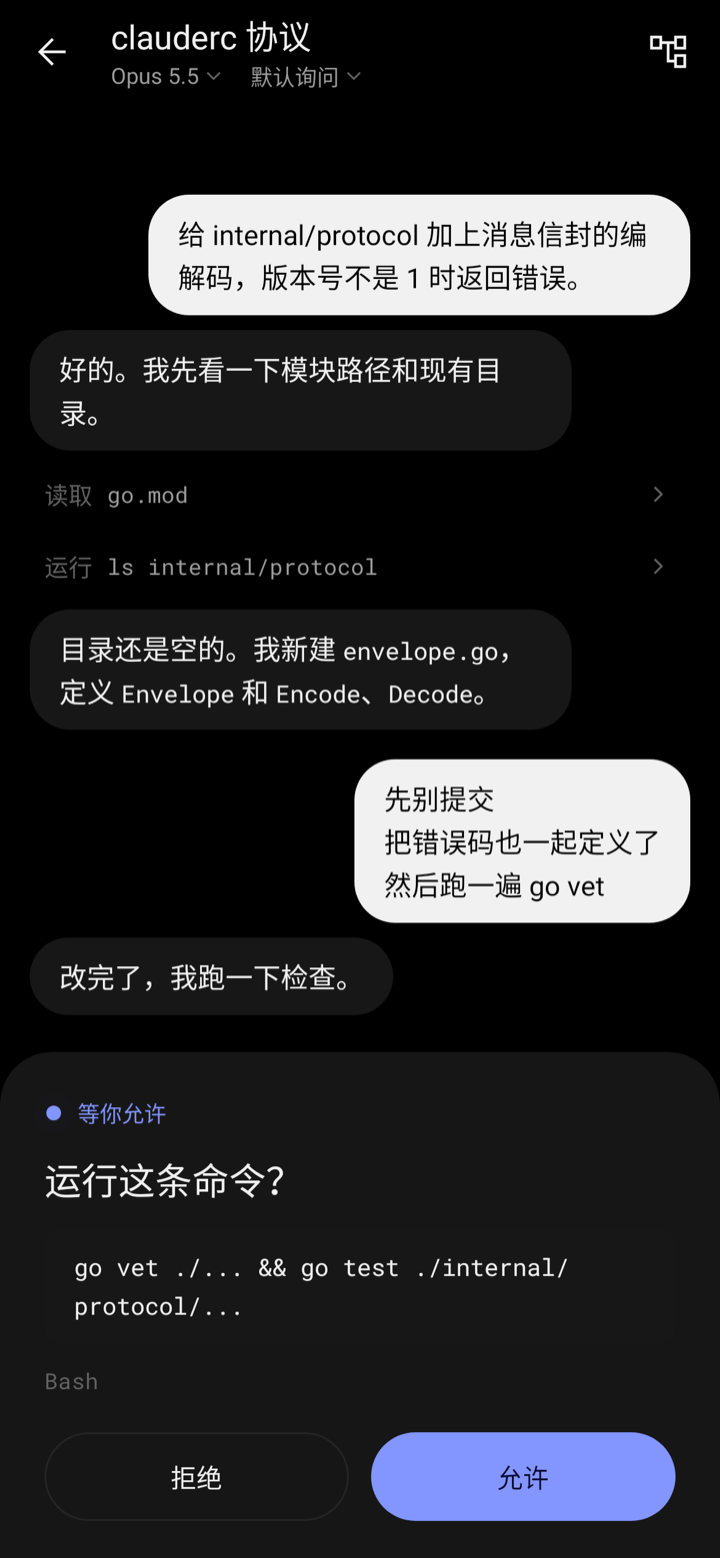 clauderc 协议
Opus 5.5 默认询问
给 internal/protocol 加上消息信封的编
解码，版本号不是 1 时返回错误。
好的。我先看一下模块路径和现有目
录。
读取 go.mod
运行 ls internal/protocol
目录还是空的。我新建 envelope.go，
定义 Envelope 和 Encode、Decode。
先别提交
把错误码也一起定义了
然后跑一遍 go vet
改完了，我跑一下检查。
等你允许
运行这条命令？
go vet ./... && go test ./internal/
protocol/...
Bash
拒绝 允许